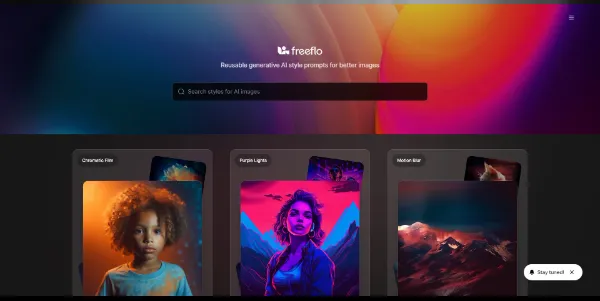 freeflo
Reusable generative AI style prompts for better images.
Search styles for AI images
Chromatic Film
Purple Lights
Motion Blur
Stay tuned!